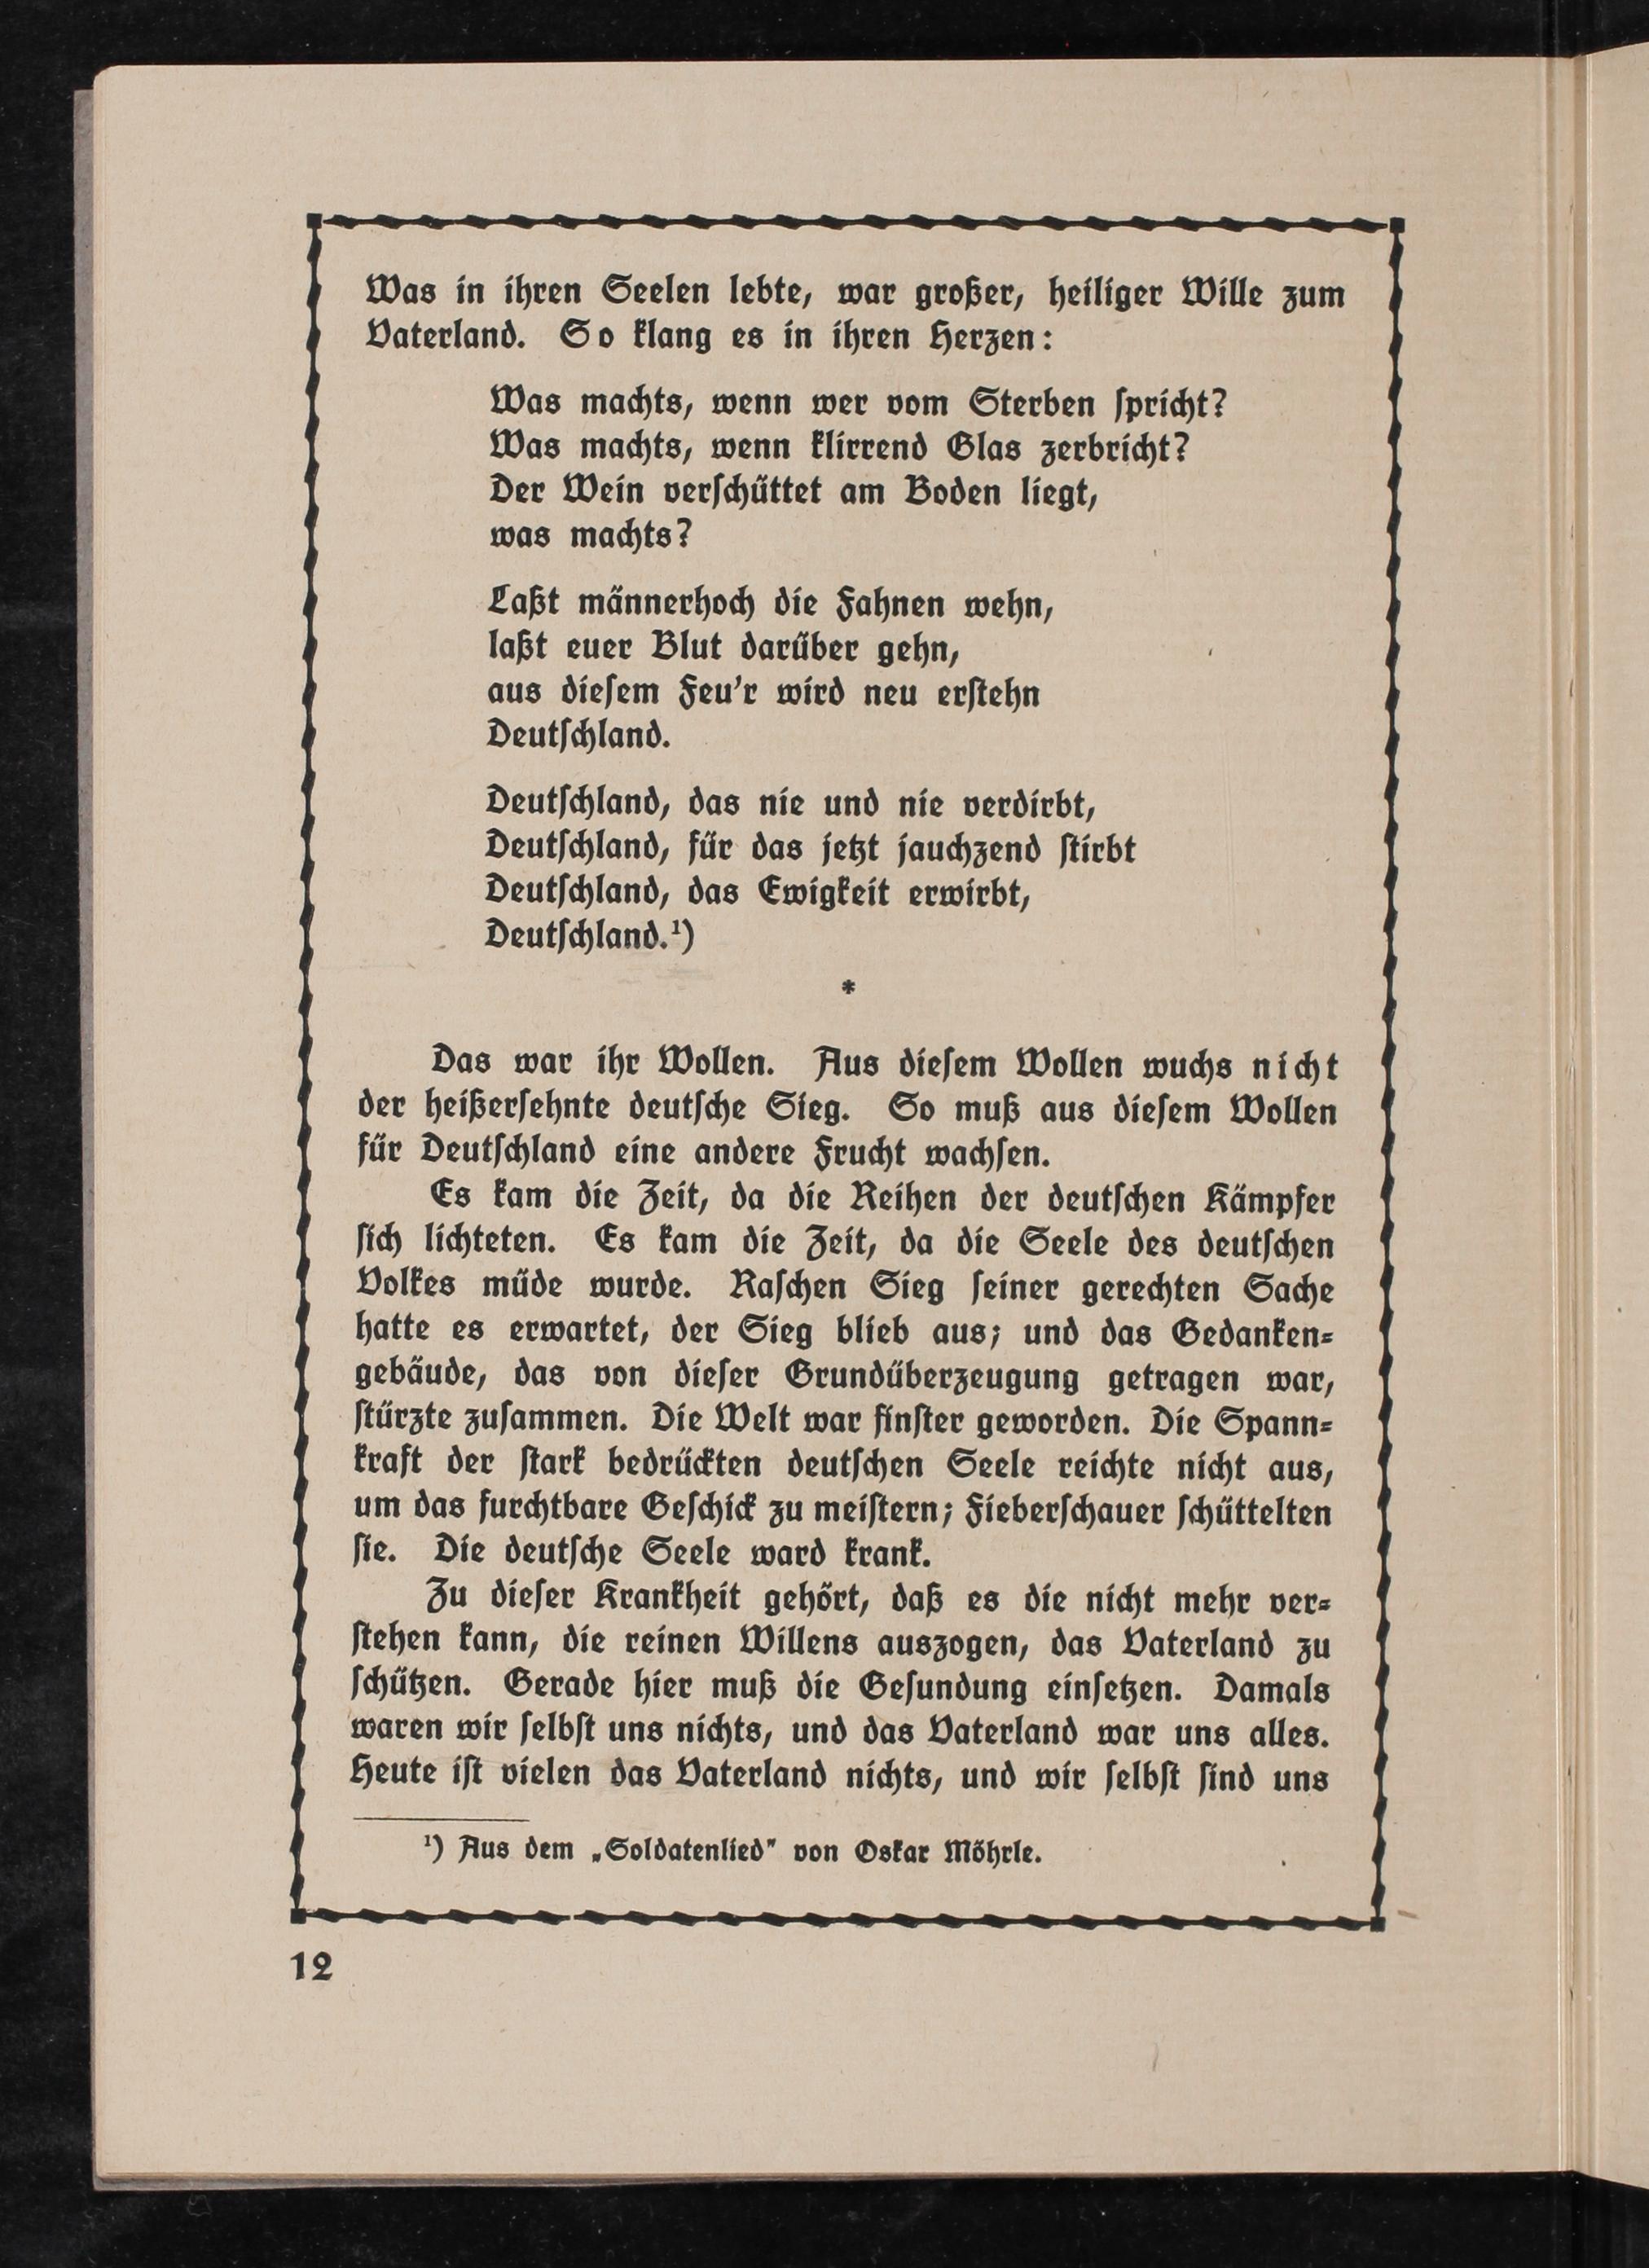 Was in ihren Seelen lebte, war großer, heiliger Wille zum
Vaterland. So klang es in ihren Herzen:
Was machts, wenn wer vom Sterben ſpricht?
Was machts, wenn klirrend Glas zerbricht?
Der Wein verſchüttet am Boden liegt,
was machts?
Laßt männerhoch die Fahnen wehn,
laßt euer Blut darüber gehn,
aus dieſem Feu'r wird neu erſtehn
Deutſchland.
Deutſchland, das nie und nie verdirbt,
Deutſchland, für das jetzt jauchzend ſtirbt
Deutſchland, das Ewigkeit erwirbt,
Deutſchland.¹)
*
Das war ihr Wollen. Aus dieſem Wollen wuchs nicht
der heißerſehnte deutſche Sieg. So muß aus dieſem Wollen
für Deutſchland eine andere Frucht wachſen.
Es kam die Zeit, da die Reihen der deutſchen Kämpfer
ſich lichteten. Es kam die Zeit, da die Seele des deutſchen
Volkes müde wurde. Raſchen Sieg ſeiner gerechten Sache
hatte es erwartet, der Sieg blieb aus; und das Gedanken-
gebäude, das von dieſer Grundüberzeugung getragen war,
ſtürzte zuſammen. Die Welt war finſter geworden. Die Spann-
kraft der ſtark bedrückten deutſchen Seele reichte nicht aus,
um das furchtbare Geſchick zu meiſtern; Fieberſchauer ſchüttelten
ſie. Die deutſche Seele ward krank.
Zu dieſer Krankheit gehört, daß es die nicht mehr ver-
ſtehen kann, die reinen Willens auszogen, das Vaterland zu
ſchützen. Gerade hier muß die Geſundung einſetzen. Damals
waren wir ſelbſt uns nichts, und das Vaterland war uns alles.
Heute iſt vielen das Vaterland nichts, und wir ſelbſt ſind uns
¹) Aus dem „Soldatenlied" von Oskar Möhrle.
12